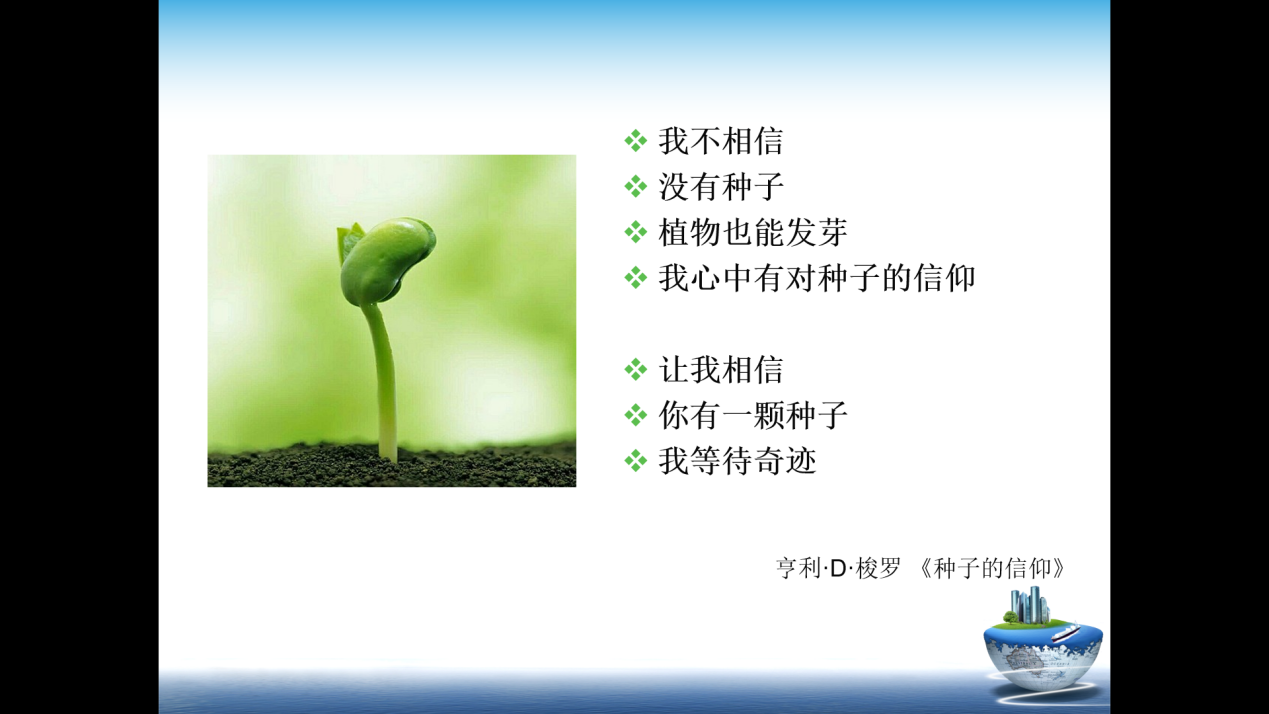 我不相信
没有种子
植物也能发芽
我心中有对种子的信仰
让我相信
你有一颗种子
我等待奇迹
亨利·D·梭罗 《种子的信仰》